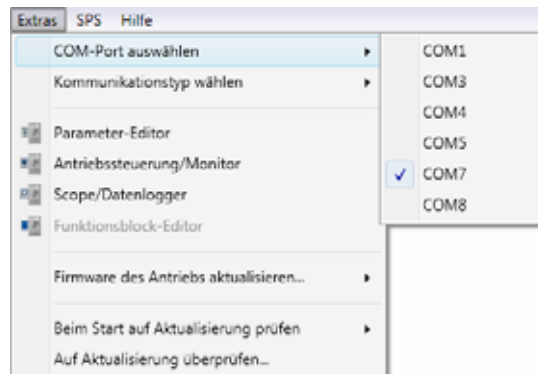 Extras SPS Hilfe
COM-Port auswählen
Kommunikationstyp wählen
Parameter-Editor
Antriebssteuerung/Monitor
Scope/Datenlogger
Funktionsblock-Editor
Firmware des Antriebs aktualisieren...
Beim Start auf Aktualisierung prüfen
Auf Aktualisierung überprüfen...
COM1
COM3
COM4
COM5
COM7
COM8